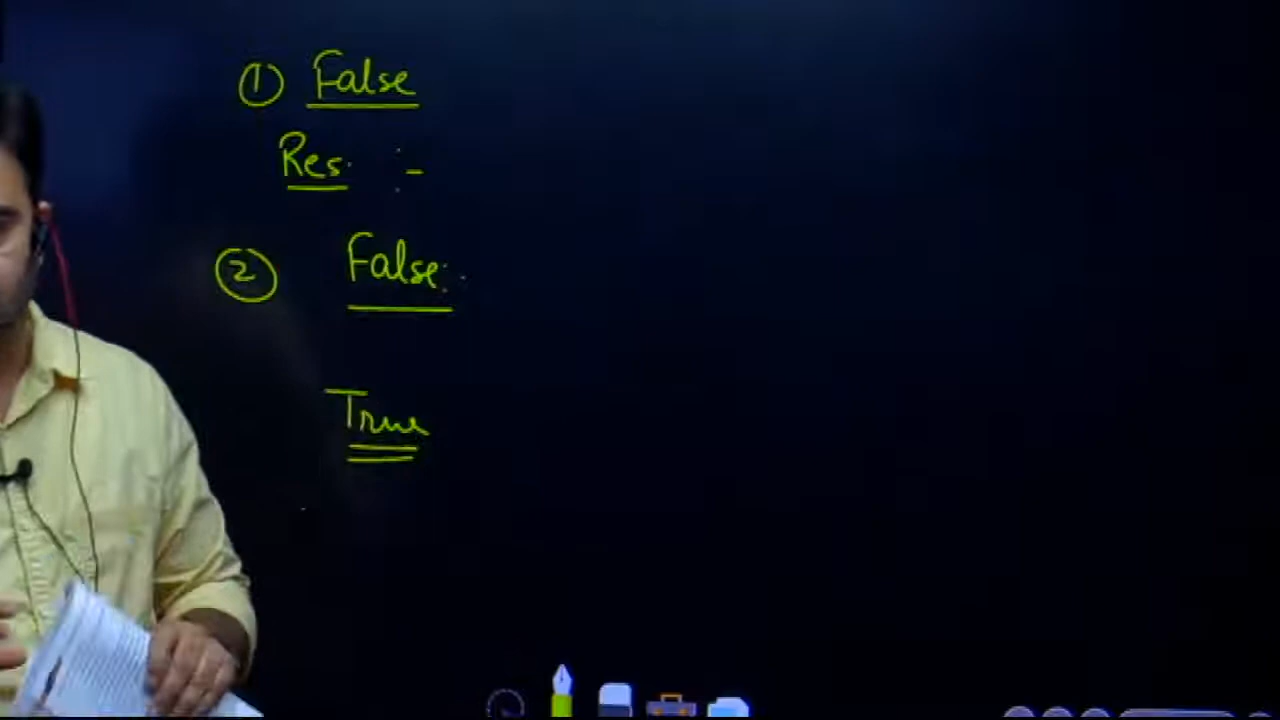 ① False
Res. :-
② False:
True